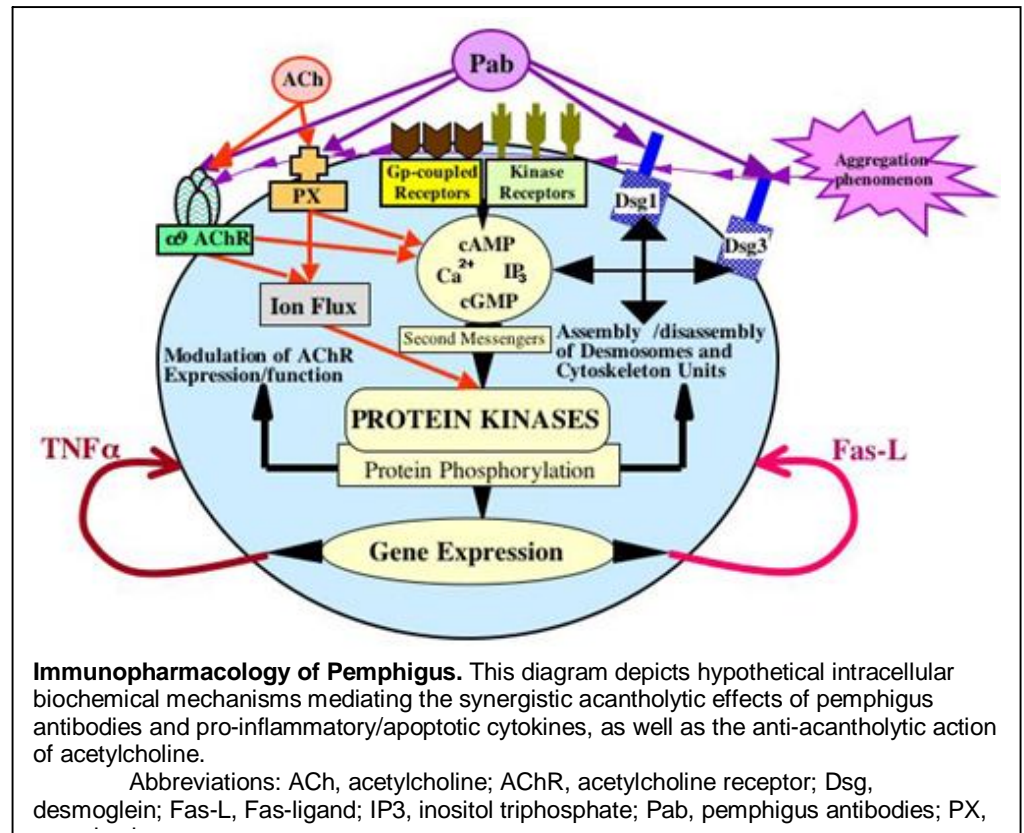 Pab
ACh
Aggregation
phenomenon
Gp-coupled
Receptors
Kinase
Receptors
PX
Dsg1
Dsg3
α9 AChR
cAMP
Ca²⁺ IP₃
cGMP
Ion Flux
Second Messengers
Assembly /disassembly
of Desmosomes and
Cytoskeleton Units
Modulation of AChR
Expression/function
PROTEIN KINASES
Protein Phosphorylation
TNFα
Fas-L
Gene Expression
Immunopharmacology of Pemphigus. This diagram depicts hypothetical intracellular
biochemical mechanisms mediating the synergistic acantholytic effects of pemphigus
antibodies and pro-inflammatory/apoptotic cytokines, as well as the anti-acantholytic action
of acetylcholine.
Abbreviations: ACh, acetylcholine; AChR, acetylcholine receptor; Dsg,
desmoglein; Fas-L, Fas-ligand; IP3, inositol triphosphate; Pab, pemphigus antibodies; PX,